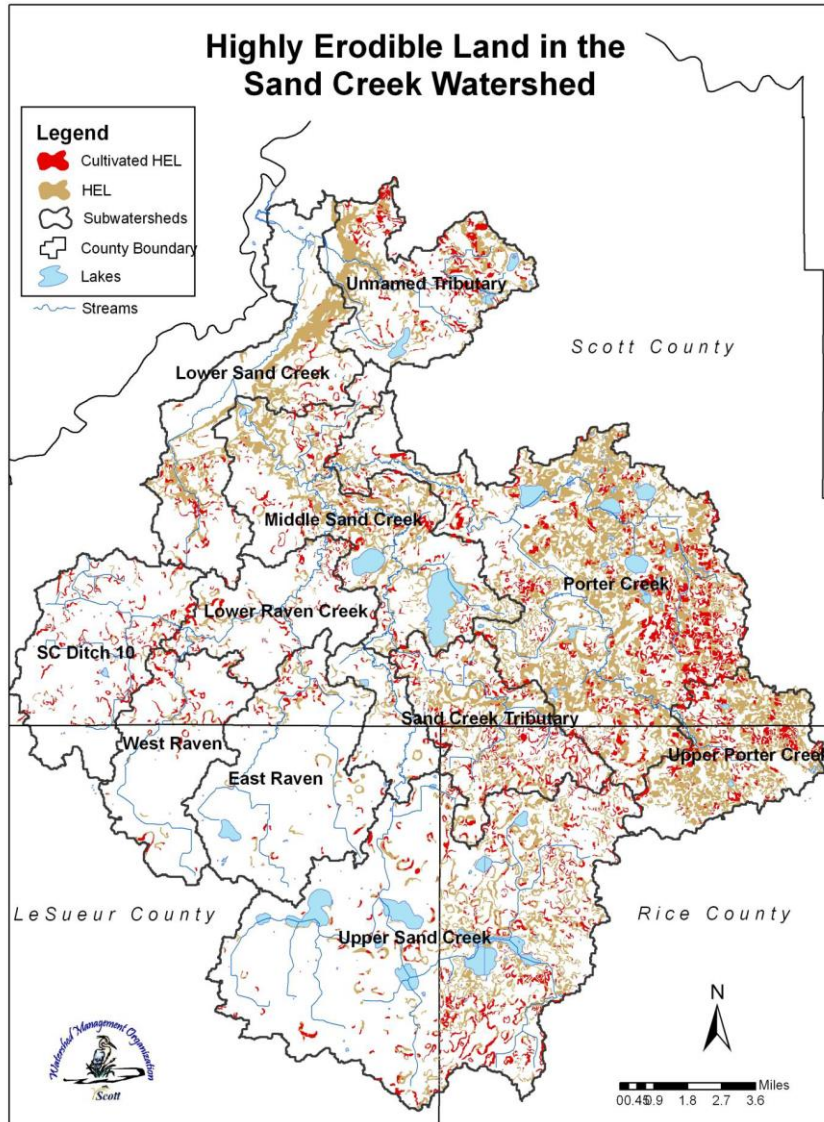 Highly Erodible Land in the
Sand Creek Watershed
Legend
Cultivated HEL
HEL
Subwatersheds
County Boundary
Lakes
Streams
Unnamed Tributary
Scott County
Lower Sand Creek
Middle Sand Creek
Porter Creek
Lower Raven Creek
SC Ditch 10
Sand Creek Tributary
West Raven
Upper Porter Creek
East Raven
LeSueur County
Rice County
Upper Sand Creek
N
Watershed Management Organization
Scott
Miles
00.450.9 1.8 2.7 3.6